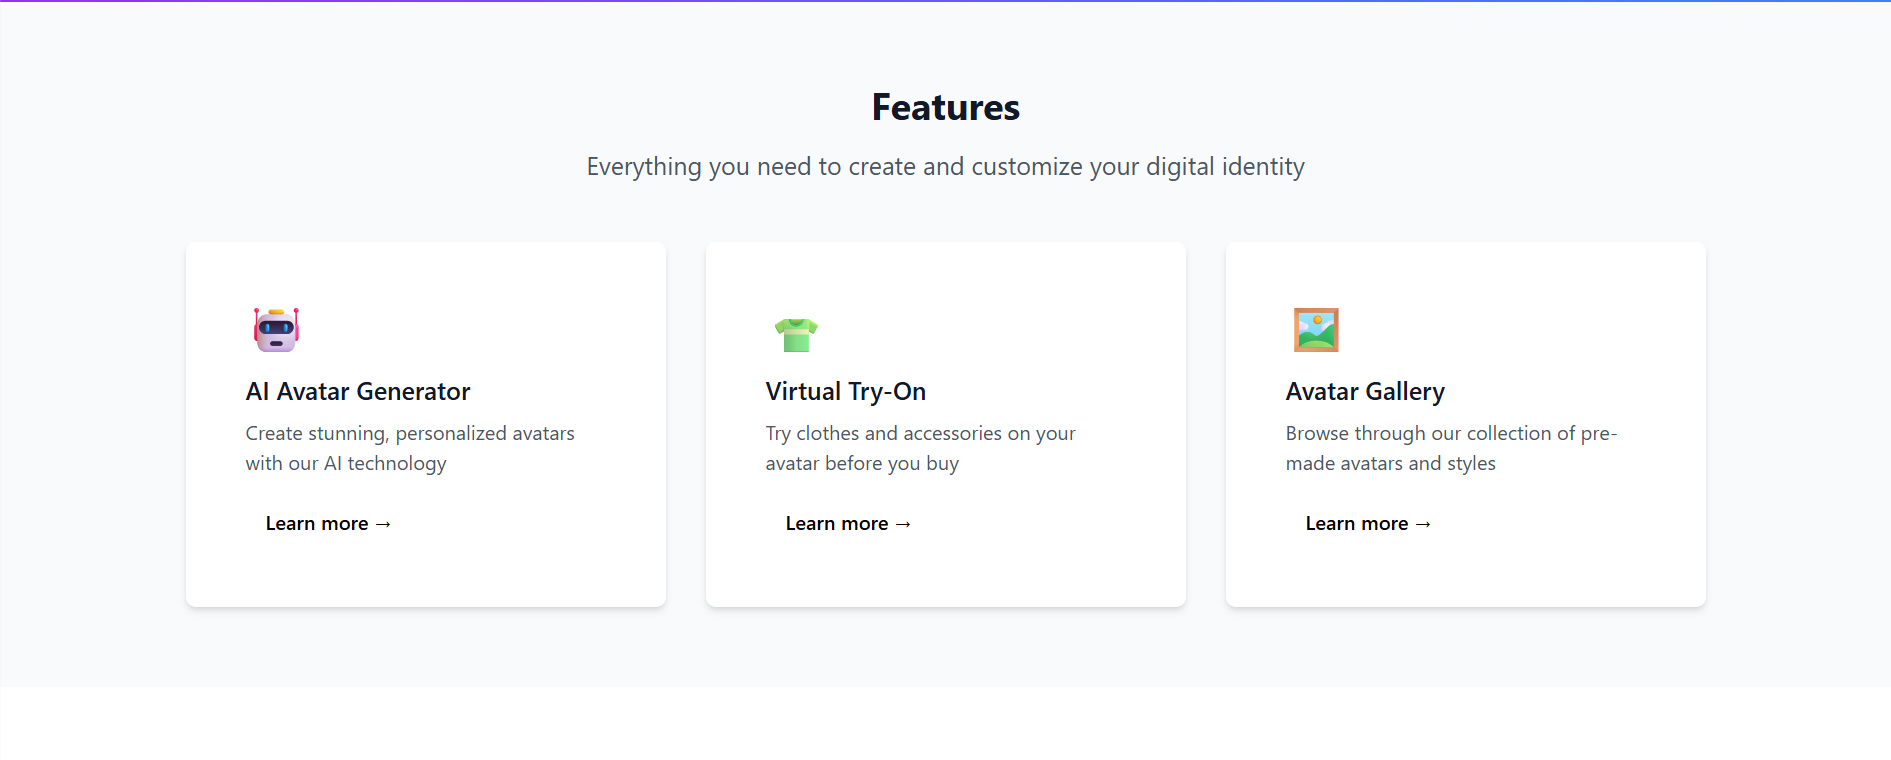 Features
Everything you need to create and customize your digital identity
AI Avatar Generator
Create stunning, personalized avatars
with our AI technology
Learn more →
Virtual Try-On
Try clothes and accessories on your
avatar before you buy
Learn more →
Avatar Gallery
Browse through our collection of pre-
made avatars and styles
Learn more →